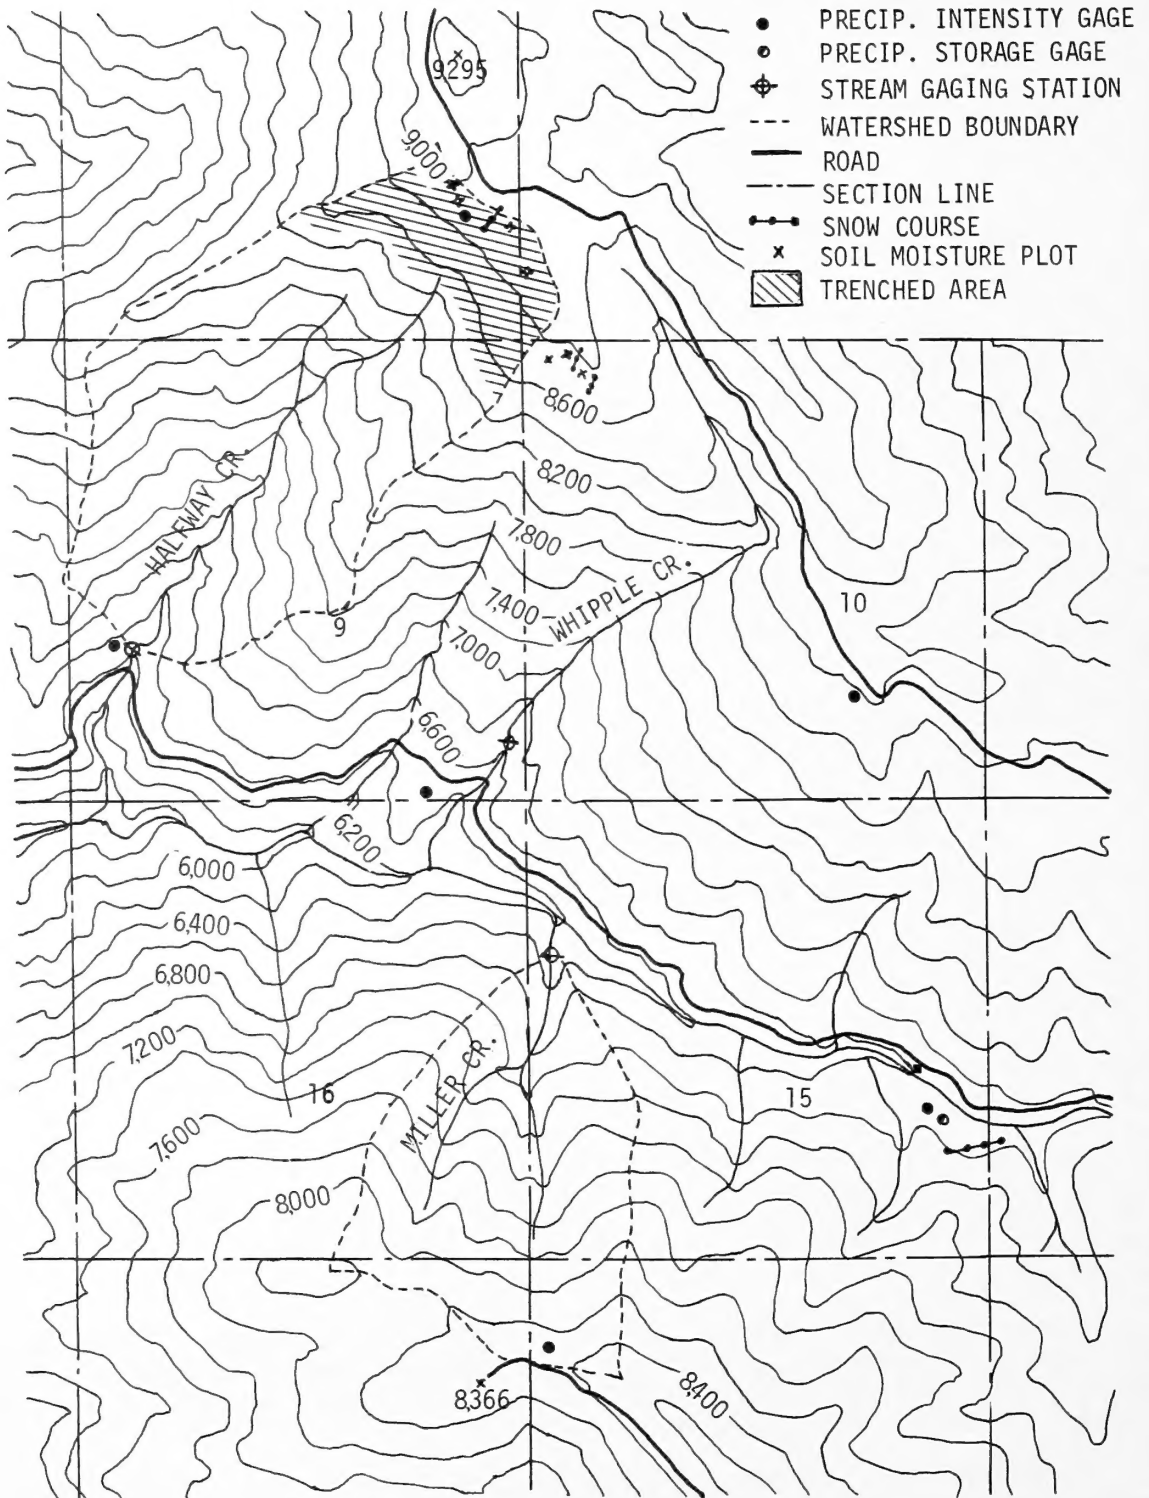 PRECIP. INTENSITY GAGE
PRECIP. STORAGE GAGE
STREAM GAGING STATION
WATERSHED BOUNDARY
ROAD
SECTION LINE
SNOW COURSE
SOIL MOISTURE PLOT
TRENCHED AREA
9295
9,000
8,600
8,200
HALFWAY CR.
7,800
WHIPPLE CR.
7,400
10
9
7,000
6,600
6,200
6,000
6,400
6,800
7,200
MILLER CR.
16
15
7,600
8,000
8,366
8,400